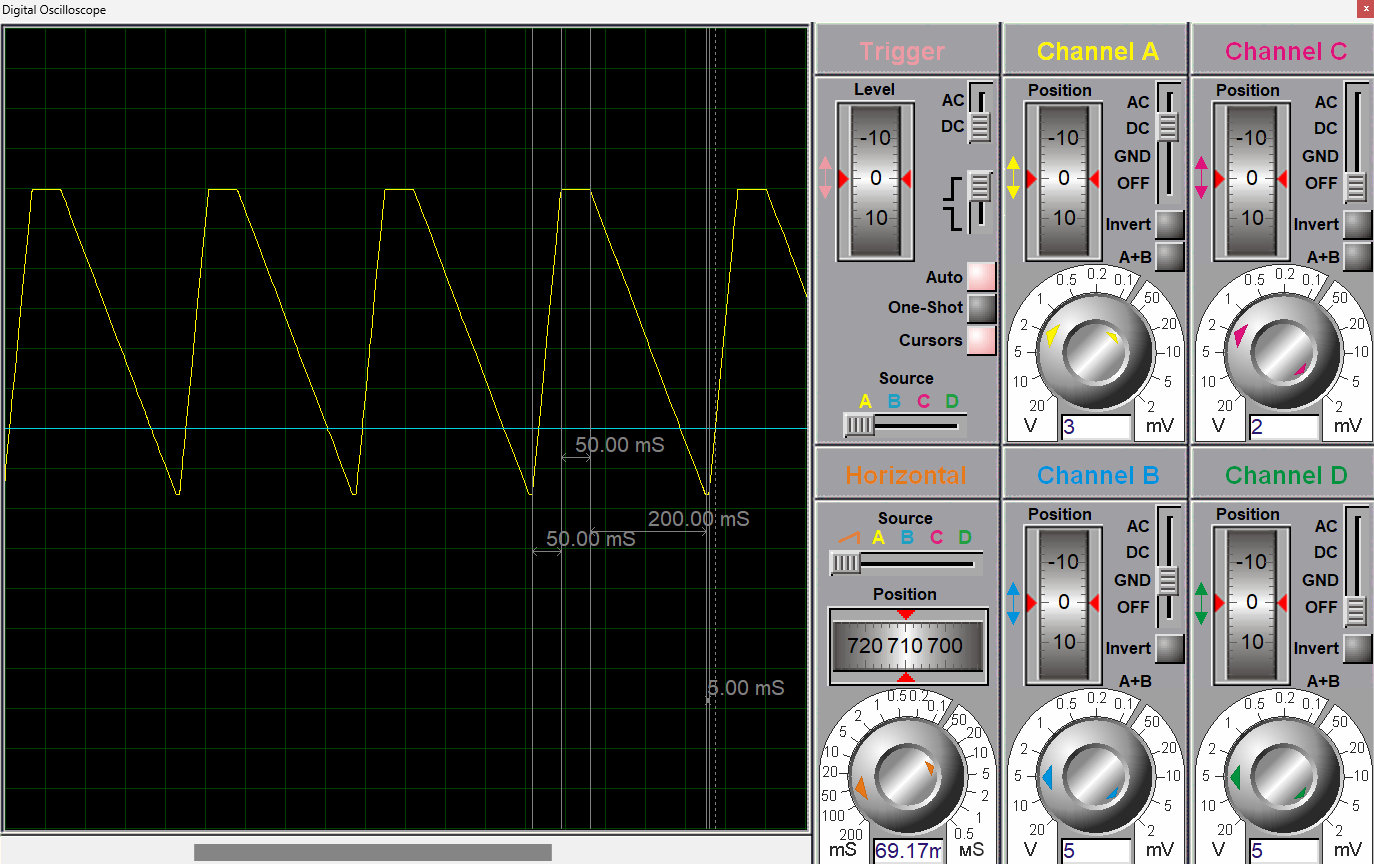 Digital Oscilloscope
x
50.00 mS
200.00 mS
50.00 mS
5.00 mS
Trigger
Level
AC
DC
-10
0
10
Auto
One-Shot
Cursors
Source
A B C D
Channel A
Position
AC
DC
GND
OFF
-10
0
10
Invert
A+B
20 10 5 2 1 0.5 0.2 0.1 50 20 10 5 2
V 3 mV
Channel C
Position
AC
DC
GND
OFF
-10
0
10
Invert
A+B
20 10 5 2 1 0.5 0.2 0.1 50 20 10 5 2
V 2 mV
Horizontal
Source
A B C D
Position
720 710 700
200 100 50 20 10 5 2 1 0.5 0.2 0.1 50 20 10 5 2 1 0.5
mS 69.17m µS
Channel B
Position
AC
DC
GND
OFF
-10
0
10
Invert
A+B
20 10 5 2 1 0.5 0.2 0.1 50 20 10 5 2
V 5 mV
Channel D
Position
AC
DC
GND
OFF
-10
0
10
Invert
A+B
20 10 5 2 1 0.5 0.2 0.1 50 20 10 5 2
V 5 mV